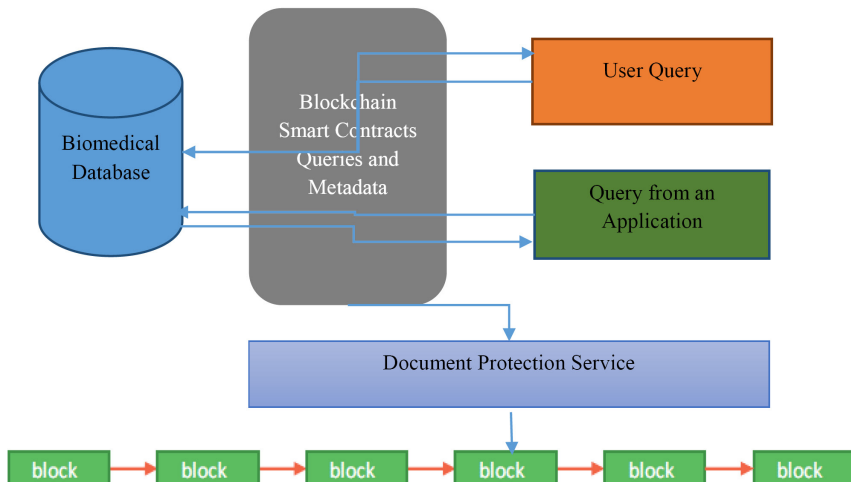 Biomedical
Database
Blockchain
Smart Contracts
Queries and
Metadata
User Query
Query from an
Application
Document Protection Service
block
block
block
block
block
block